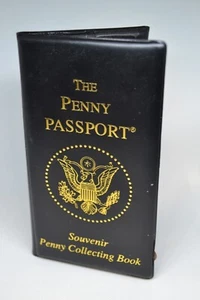 THE
PENNY
PASSPORT®
Souvenir
Penny Collecting Book